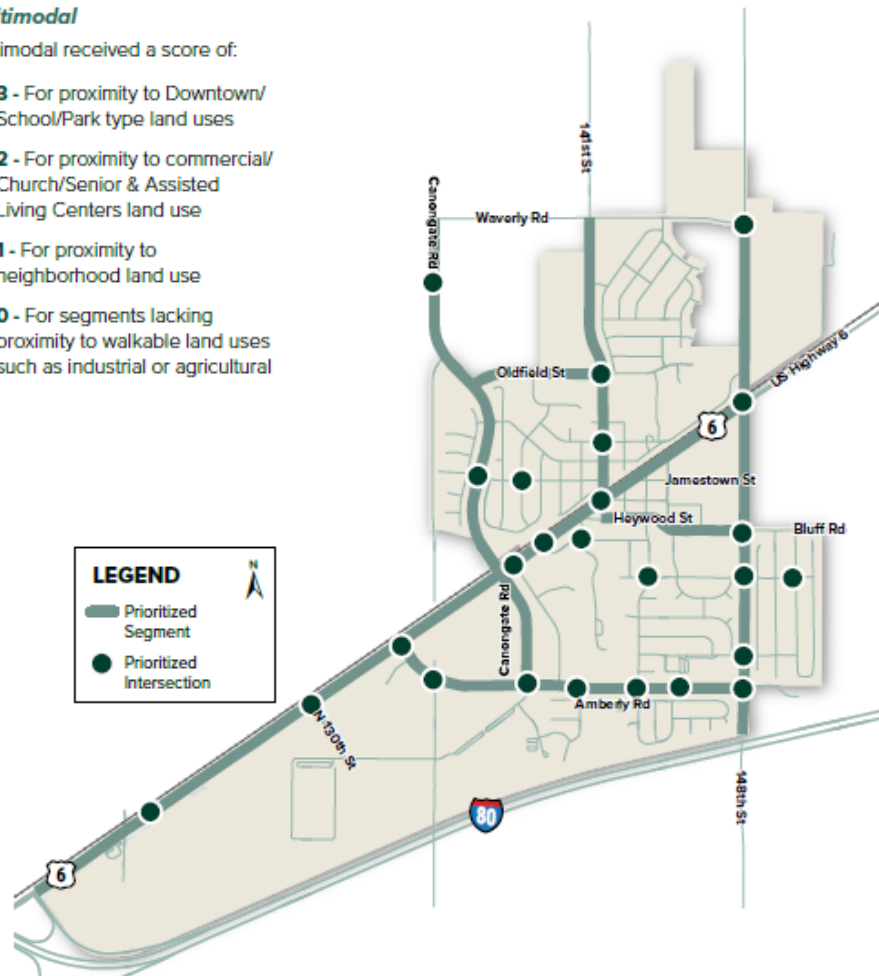 timodal
imodal received a score of:
3 - For proximity to Downtown/
School/Park type land uses
2 - For proximity to commercial/
Church/Senior & Assisted
Living Centers land use
1 - For proximity to
neighborhood land use
0 - For segments lacking
proximity to walkable land uses
such as industrial or agricultural
141st St
Canongate Rd
Waverly Rd
US Highway 6
Oldfield St
6
Jamestown St
Heywood St
Bluff Rd
LEGEND
N
Prioritized
Segment
Prioritized
Intersection
Canongate Rd
Amberly Rd
N 130th St
148th St
80
6